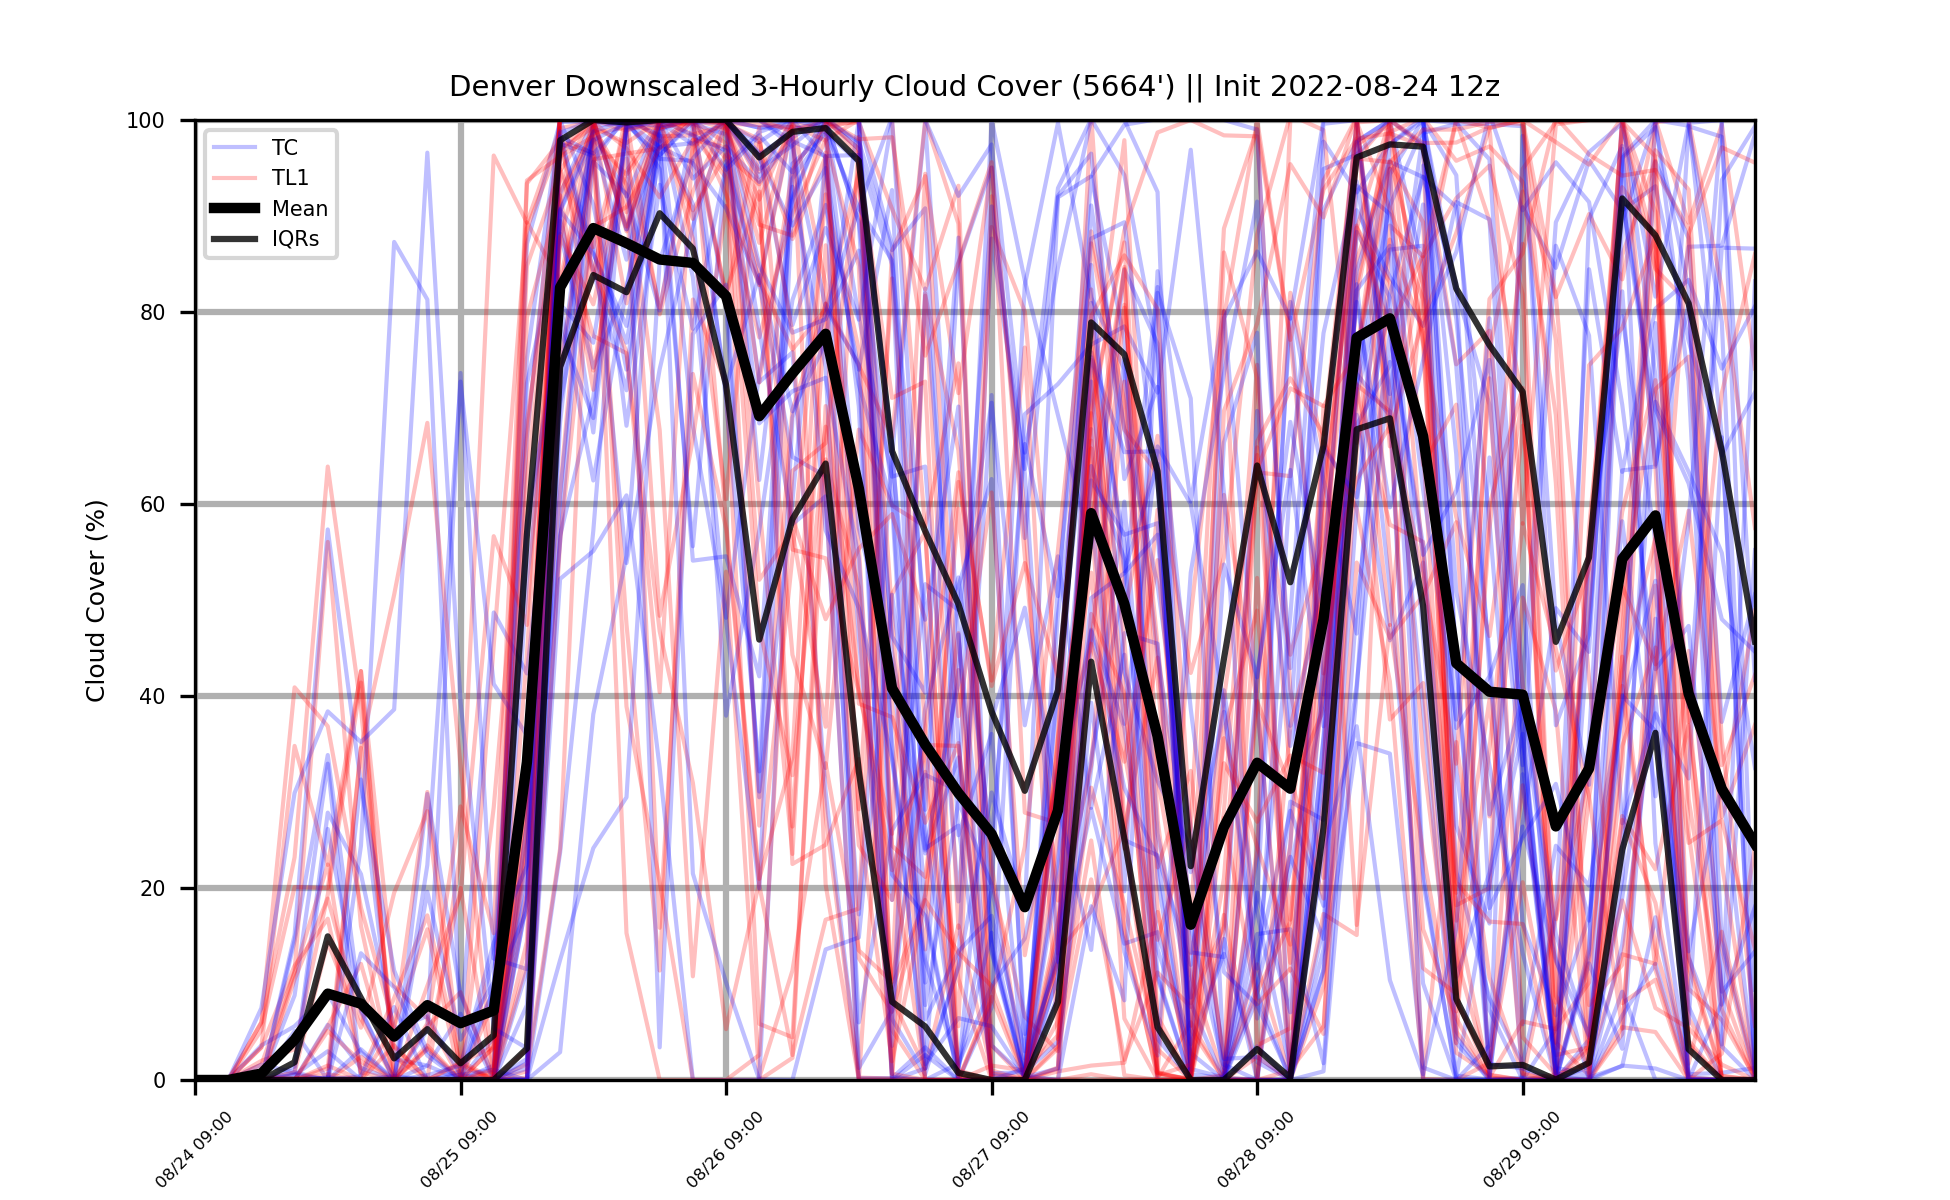 Denver Downscaled 3-Hourly Cloud Cover (5664') || Init 2022-08-24 12z
100
80
60
40
20
0
Cloud Cover (%)
TC
TL1
Mean
IQRs
08/24 09:00
08/25 09:00
08/26 09:00
08/27 09:00
08/28 09:00
08/29 09:00